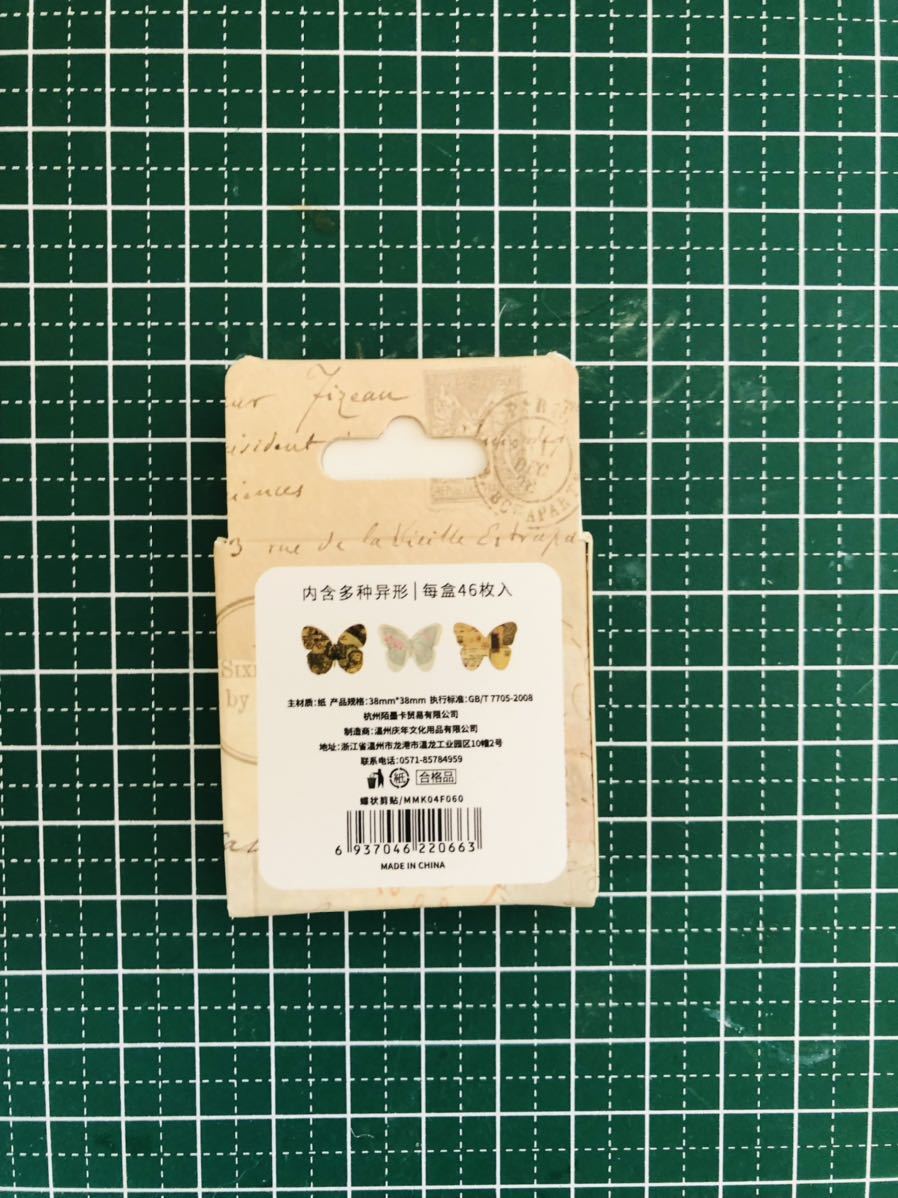 Fizeau
rue de la Vieille Estrapa
内含多种异形|每盒46枚入
主材质:纸 产品规格:38mm*38mm 执行标准:GB/T 7705-2008
杭州陌墨卡贸易有限公司
制造商:温州庆年文化用品有限公司
地址:浙江省温州市龙港市温龙工业园区10幢2号
联系电话:0571-85784959
紙 合格品
蝶状剪贴/MMK04F060
6 937046 220663
MADE IN CHINA
by